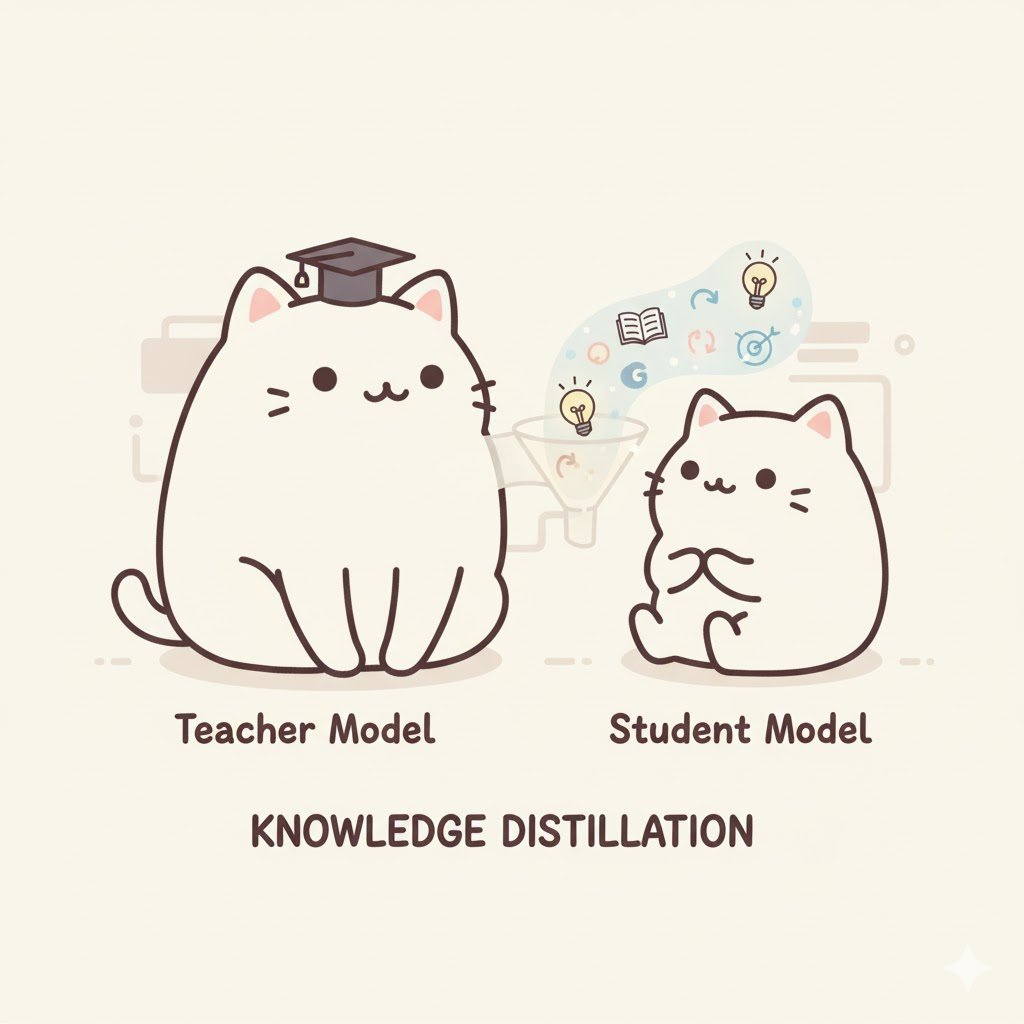 G
Teacher Model
Student Model
KNOWLEDGE DISTILLATION